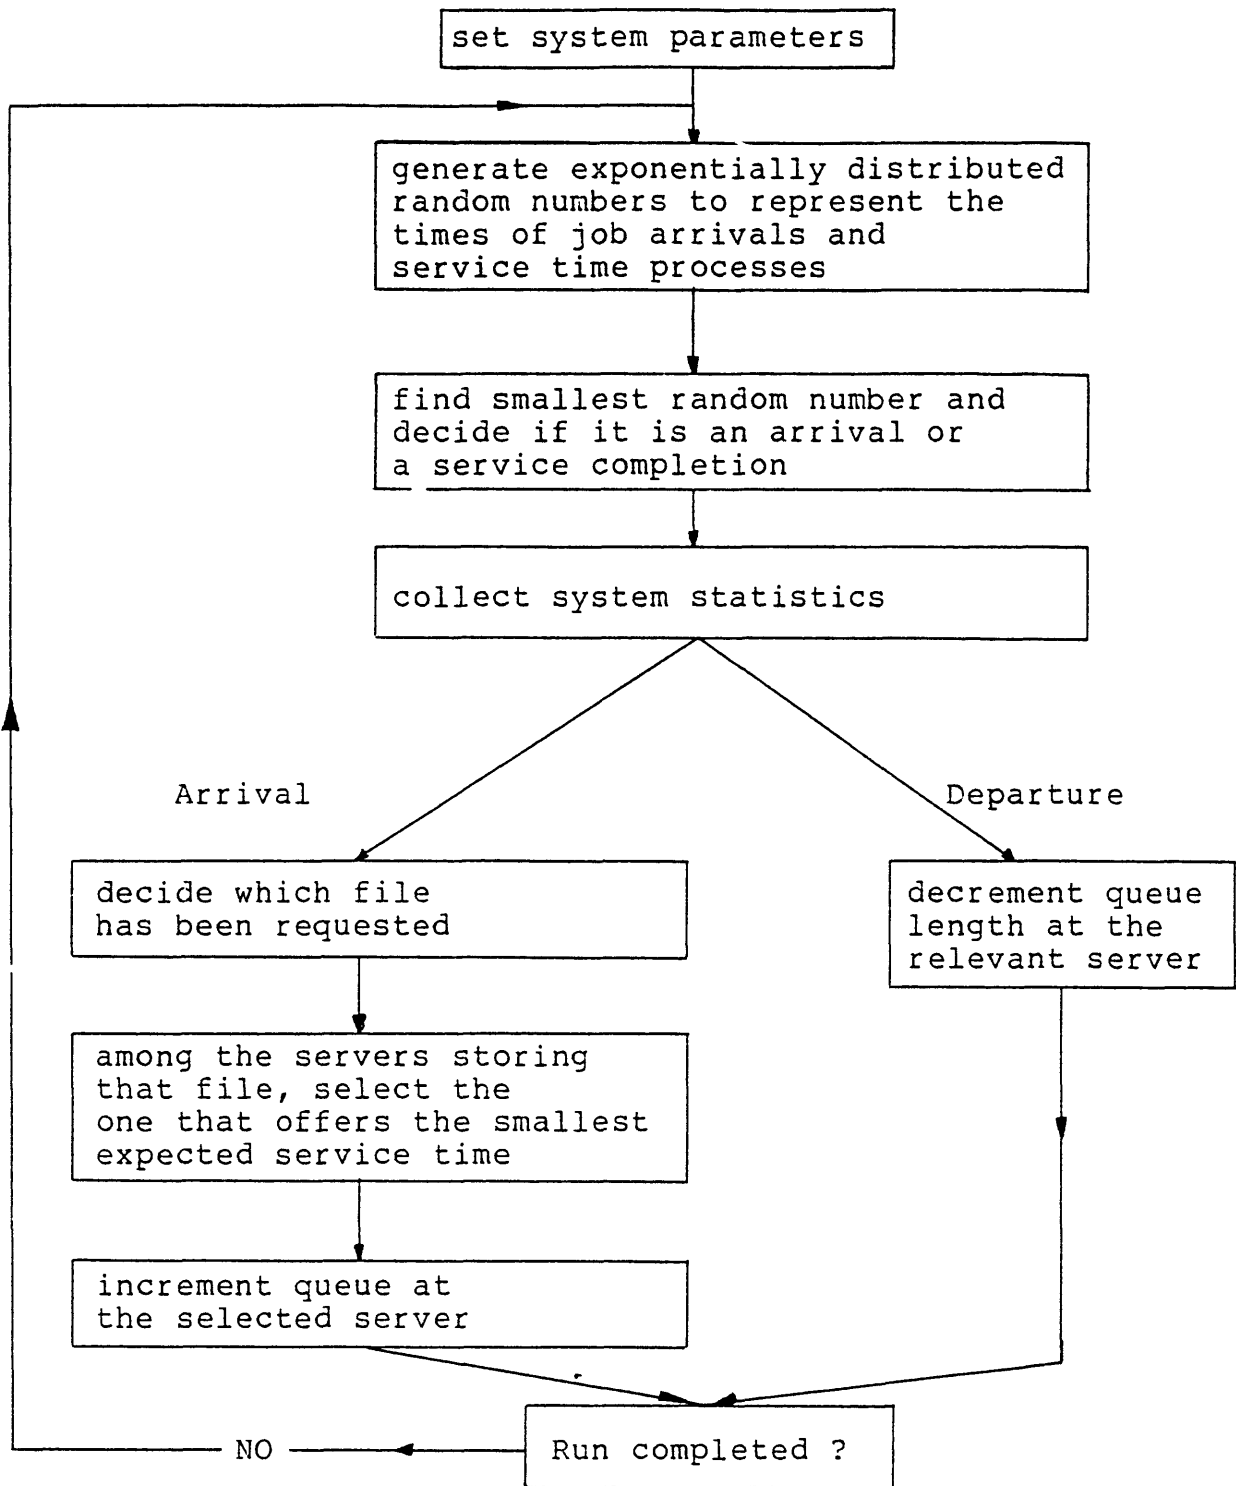 set system parameters
generate exponentially distributed
random numbers to represent the
times of job arrivals and
service time processes
find smallest random number and
decide if it is an arrival or
a service completion
collect system statistics
Arrival
Departure
decide which file
has been requested
decrement queue
length at the
relevant server
among the servers storing
that file, select the
one that offers the smallest
expected service time
increment queue at
the selected server
NO
Run completed ?